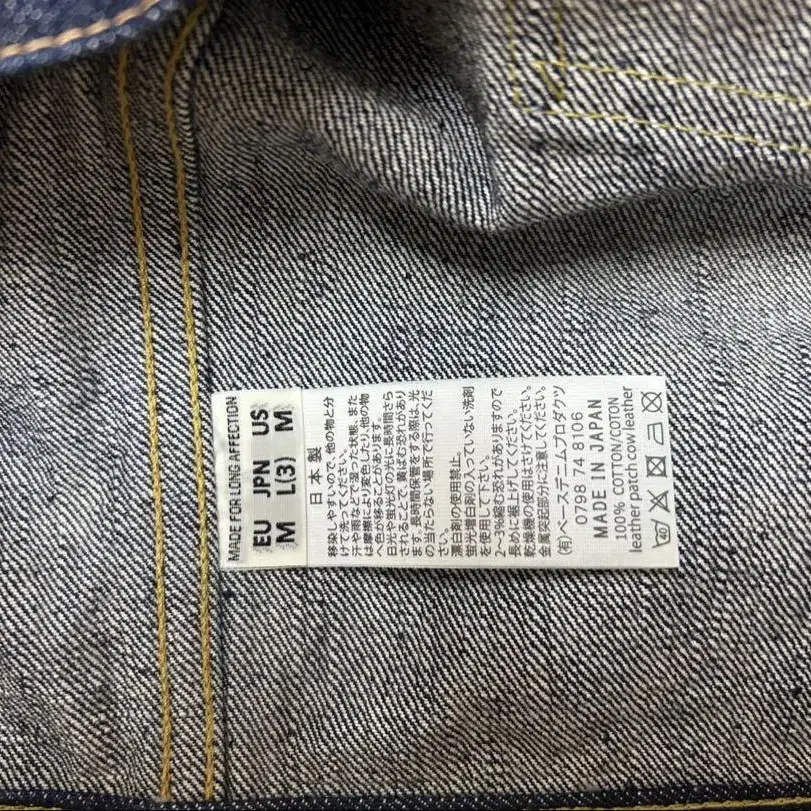 MADE FOR LONG AFFECTION
EU JPN US
M L(3) M
日本製
移染しやすいので、他の物と分
けて洗ってください。
汗や雨などで湿った状態、また
は摩擦により変色したり、他の物
へ色が移ることがあります。
日光や蛍光灯の光に長時間さら
されることで、黄ばむ恐れがあり
ます。長時間保管をする際は、光
の当たらない場所で行ってくだ
さい。
漂白剤の使用禁止。
蛍光増白剤の入っていない洗剤
を使用して下さい。
2~3%縮む恐れがありますので
長めに裾上げしてください。
乾燥機の使用はさけてください。
金属突起部分に注意してください。
(有)ベースデニムプロダクツ
0798 74 8106
MADE IN JAPAN
100% COTTON/COTON
leather patch cow leather
40